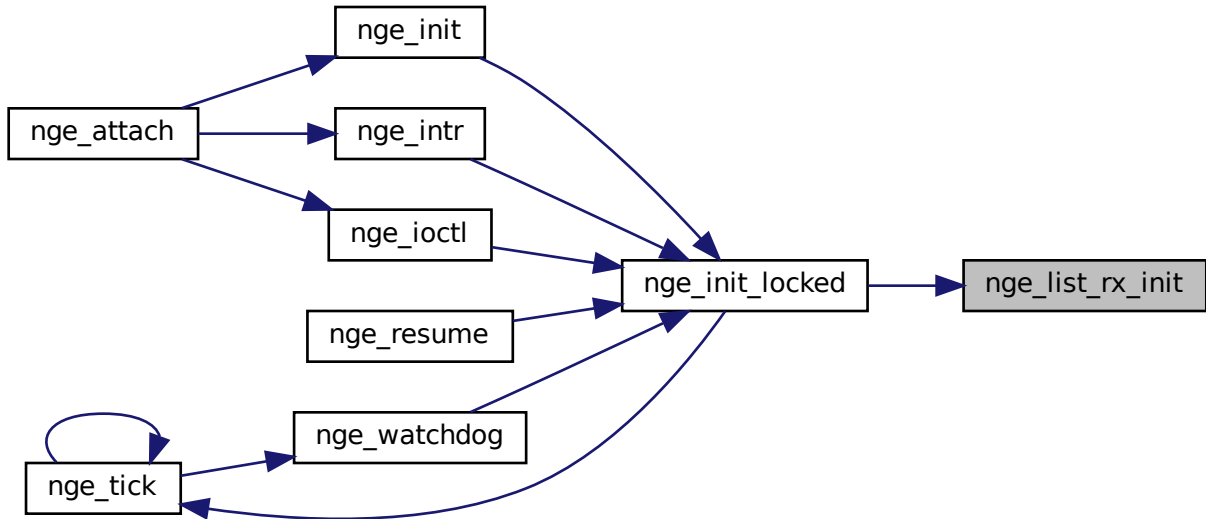 nge_init
nge_attach
nge_intr
nge_ioctl
nge_init_locked
nge_list_rx_init
nge_resume
nge_watchdog
nge_tick